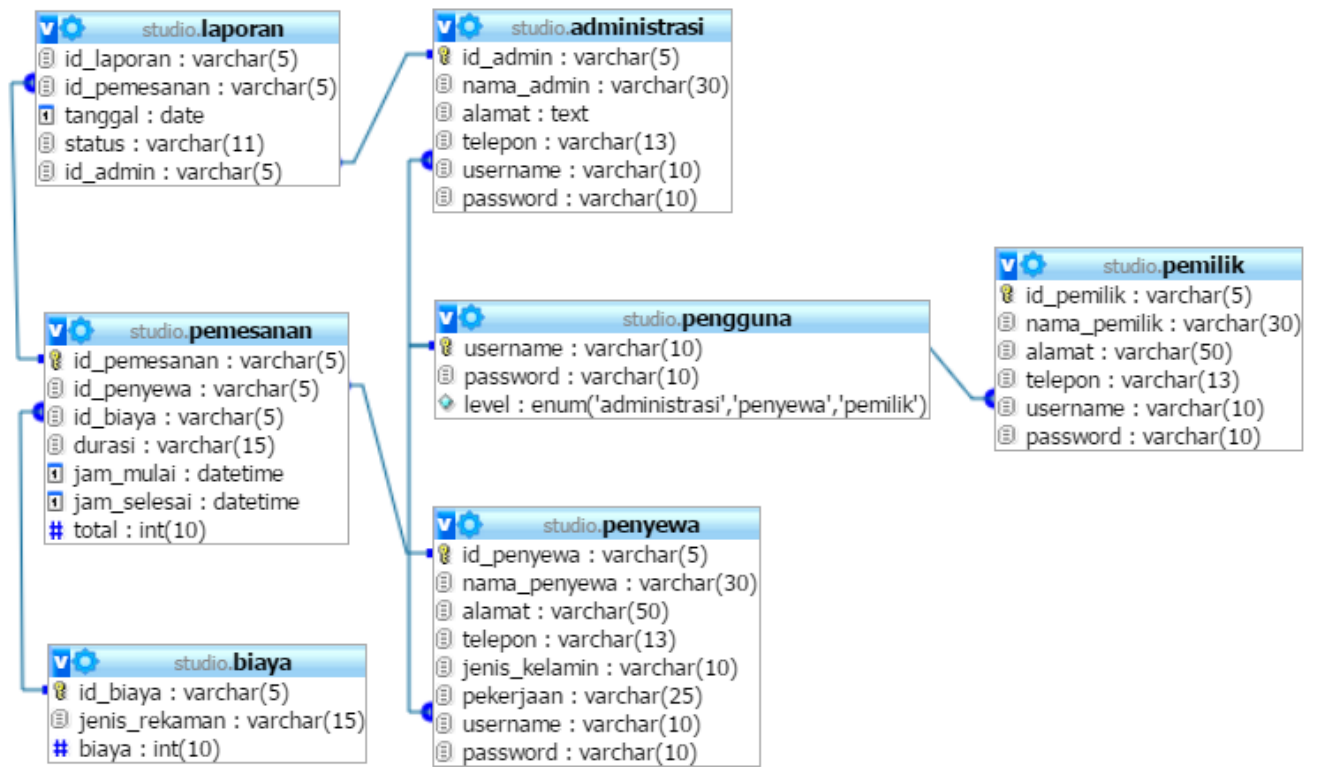 studio.laporan
id_laporan : varchar(5)
id_pemesanan : varchar(5)
tanggal : date
status : varchar(11)
id_admin : varchar(5)
studio.administrasi
id_admin : varchar(5)
nama_admin : varchar(30)
alamat : text
telepon : varchar(13)
username : varchar(10)
password : varchar(10)
studio.pemilik
id_pemilik : varchar(5)
nama_pemilik : varchar(30)
alamat : varchar(50)
telepon : varchar(13)
username : varchar(10)
password : varchar(10)
studio.pemesanan
id_pemesanan : varchar(5)
id_penyewa : varchar(5)
id_biaya : varchar(5)
durasi : varchar(15)
jam_mulai : datetime
jam_selesai : datetime
# total : int(10)
studio.pengguna
username : varchar(10)
password : varchar(10)
level : enum('administrasi','penyewa','pemilik')
studio.penyewa
id_penyewa : varchar(5)
nama_penyewa : varchar(30)
alamat : varchar(50)
telepon : varchar(13)
jenis_kelamin : varchar(10)
pekerjaan : varchar(25)
username : varchar(10)
password : varchar(10)
studio.biaya
id_biaya : varchar(5)
jenis_rekaman : varchar(15)
# biaya : int(10)